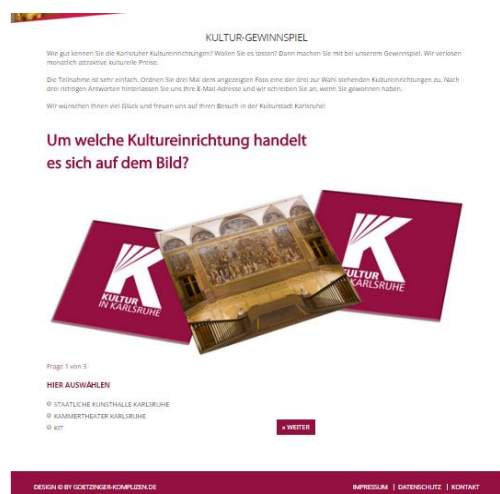 KULTUR-GEWINNSPIEL
Wie gut kennen Sie die Karlsruher Kultureinrichtungen? Wollen Sie es testen? Dann machen Sie mit bei unserem Gewinnspiel. Wir verlosen
monatlich attraktive kulturelle Preise.
Die Teilnahme ist sehr einfach. Ordnen Sie drei Mal dem angezeigten Foto eine der drei zur Wahl stehenden Kultureinrichtungen zu. Nach
drei richtigen Antworten hinterlassen Sie uns Ihre E-Mail-Adresse und wir schreiben Sie an, wenn Sie gewonnen haben.
Wir wünschen Ihnen viel Glück und freuen uns auf Ihren Besuch in der Kulturstadt Karlsruhe!
Um welche Kultureinrichtung handelt
es sich auf dem Bild?
KULTUR
IN KARLSRUHE
KULTUR
IN KARLSRUHE
Frage 1 von 3
HIER AUSWÄHLEN
STAATLICHE KUNSTHALLE KARLSRUHE
KAMMERTHEATER KARLSRUHE
KIT
» WEITER
DESIGN © BY GOETZINGER-KOMPLIZEN.DE
IMPRESSUM | DATENSCHUTZ | KONTAKT